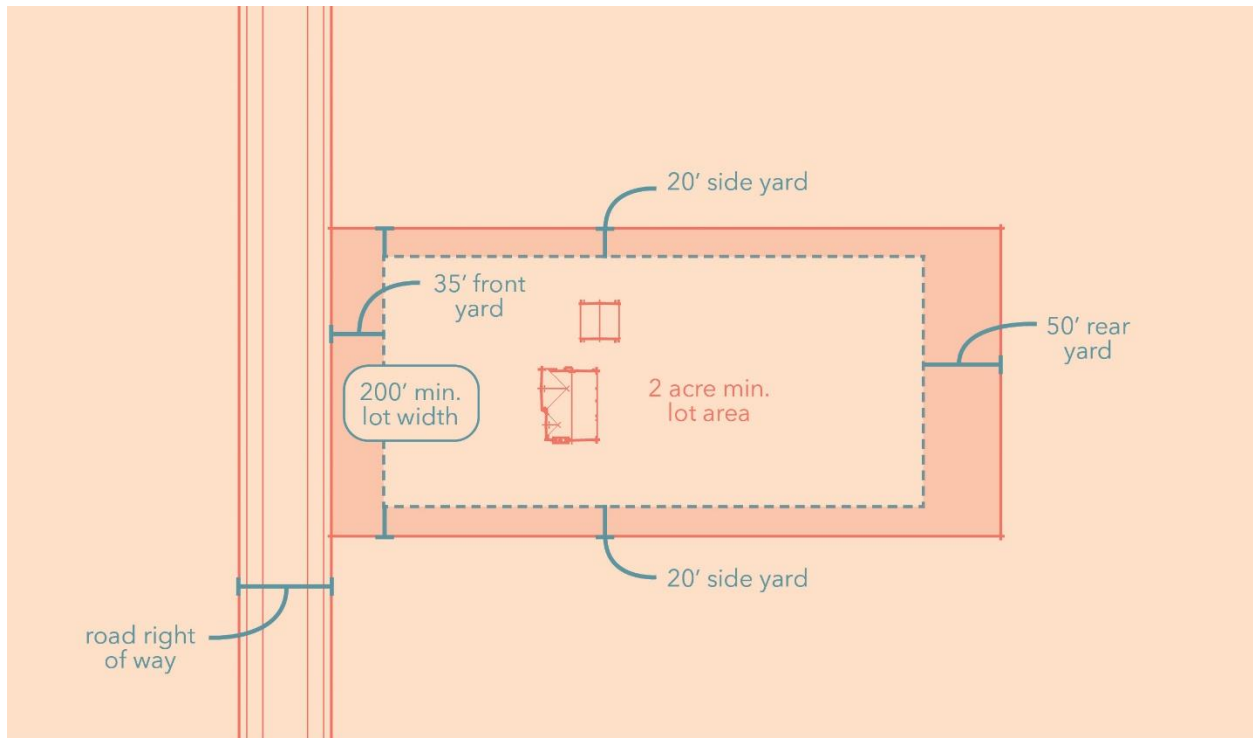 20’ side yard
35’ front
yard
50’ rear
yard
200’ min.
lot width
2 acre min.
lot area
20’ side yard
road right
of way